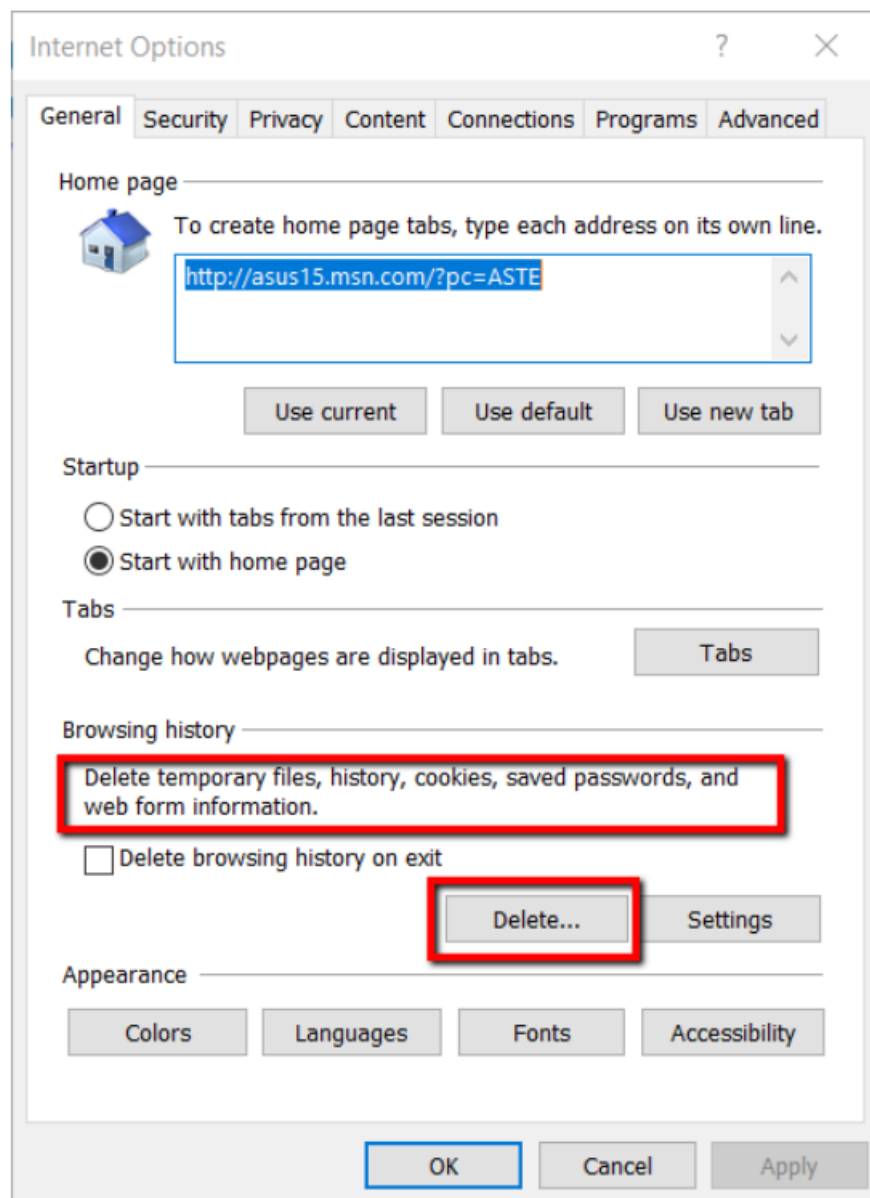 Internet Options ?
General Security Privacy Content Connections Programs Advanced
Home page
To create home page tabs, type each address on its own line.
http://asus15.msn.com/?pc=ASTE
Use current Use default Use new tab
Startup
Start with tabs from the last session
Start with home page
Tabs
Change how webpages are displayed in tabs. Tabs
Browsing history
Delete temporary files, history, cookies, saved passwords, and
web form information.
Delete browsing history on exit
Delete... Settings
Appearance
Colors Languages Fonts Accessibility
OK Cancel Apply